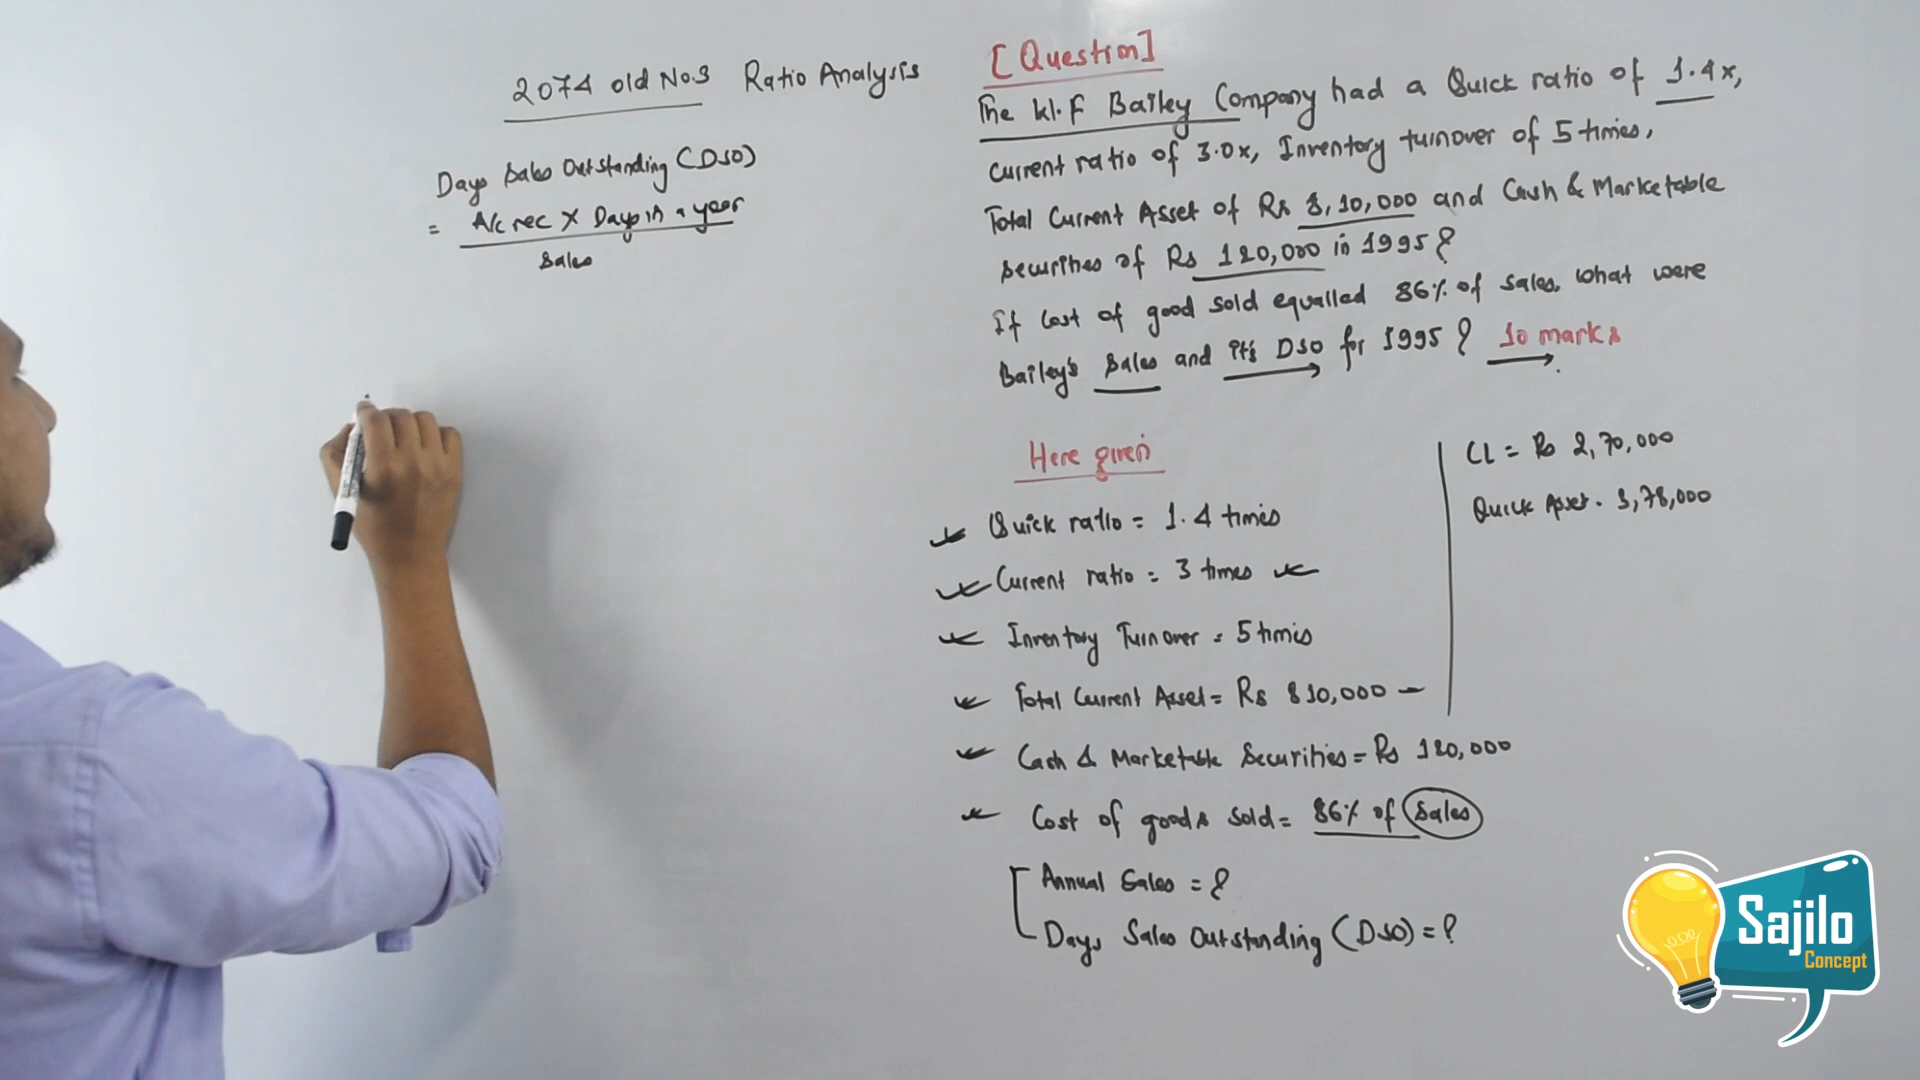 2074 old No.3 Ratio Analysis
Days Sales Outstanding (DSO)
= A/c rec X Days in a year
Sales
[Question]
The W.F Bailey Company had a Quick ratio of 1.4x,
Current ratio of 3.0x, Inventory turnover of 5 times,
Total Current Asset of Rs 8,10,000 and Cash & Marketable
Securities of Rs 120,000 in 1995?
If Cost of good sold equalled 86% of sales, what were
Bailey's Sales and it's DSO for 1995? 10 marks
Here given
Quick ratio = 1.4 times
Current ratio = 3 times
Inventory Turnover = 5 times
Total Current Asset = Rs 810,000
Cash & Marketable Securities = Rs 120,000
Cost of goods sold = 86% of Sales
Annual Sales = ?
Days Sales Outstanding (DSO) = ?
CL = Rs 2,70,000
Quick Asset. 3,78,000
Sajilo
Concept